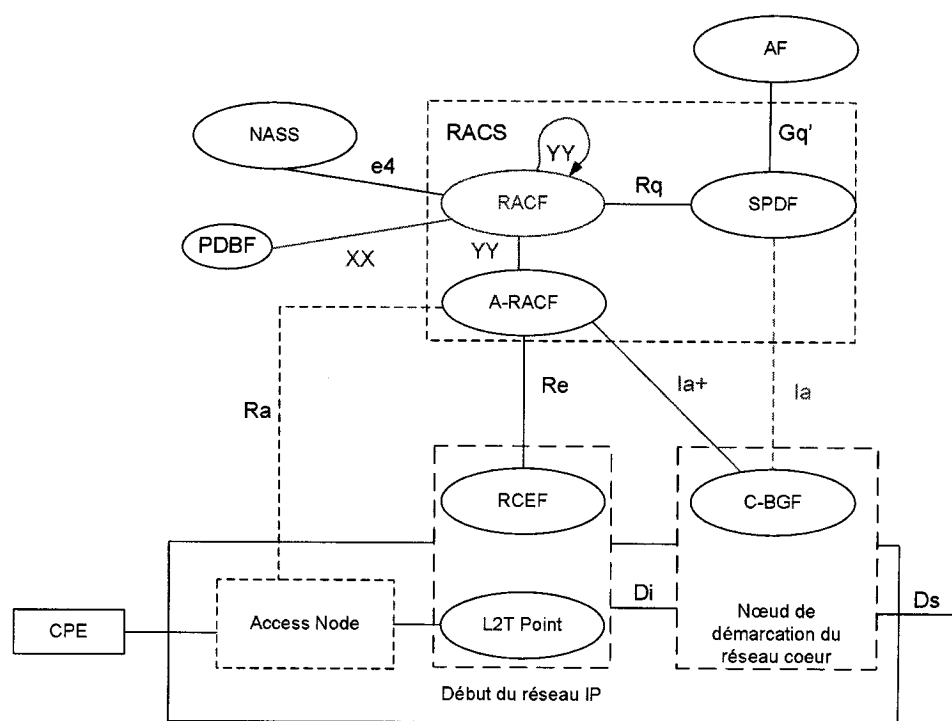 AF
NASS
RACS
Gq'
YY
e4
Rq
RACF
SPDF
PDBF
XX
YY
A-RACF
Ra
Re
Ia+
Ia
RCEF
C-BGF
Di
Ds
CPE
Access Node
L2T Point
Nœud de
démarcation du
réseau coeur
Début du réseau IP